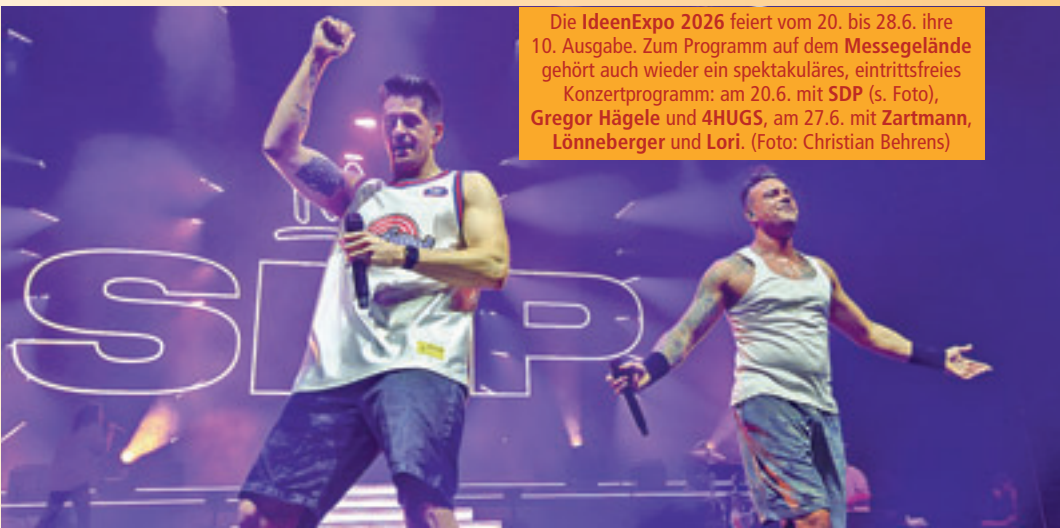 Die IdeenExpo 2026 feiert vom 20. bis 28.6. ihre
10. Ausgabe. Zum Programm auf dem Messegelände
gehört auch wieder ein spektakuläres, eintrittsfreies
Konzertprogramm: am 20.6. mit SDP (s. Foto),
Gregor Hägele und 4HUGS, am 27.6. mit Zartmann,
Lönneberger und Lori. (Foto: Christian Behrens)
SDP